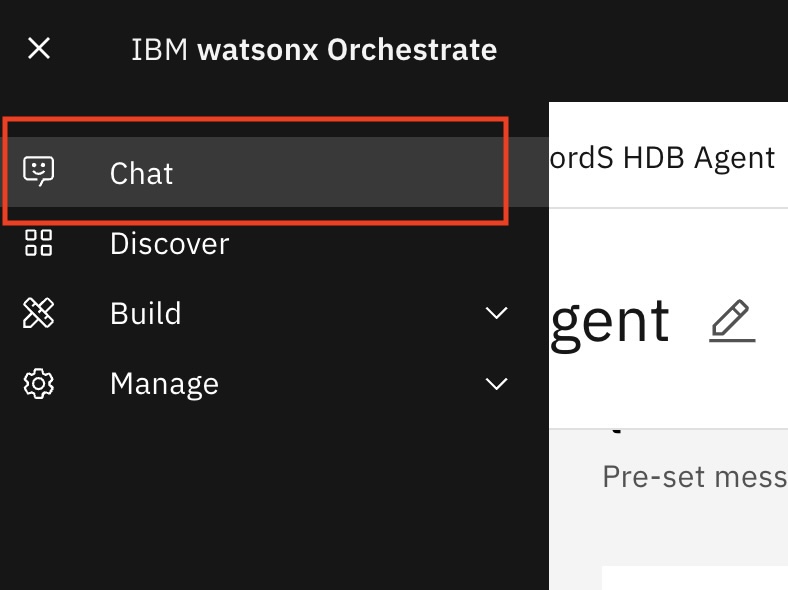 IBM watsonx Orchestrate
ordS HDB Agent
Chat
Discover
Build
Manage
gent
Pre-set mess